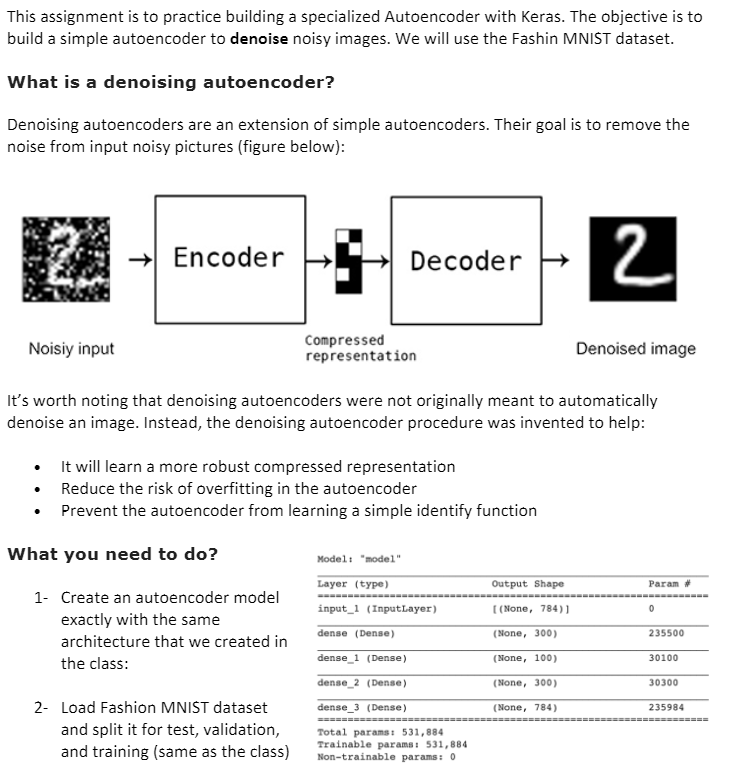 This assignment is to practice building a specialized Autoencoder with Keras. The objective is to
build a simple autoencoder to denoise noisy images. We will use the Fashin MNIST dataset.
What is a denoising autoencoder?
Denoising autoencoders are an extension of simple autoencoders. Their goal is to remove the
noise from input noisy pictures (figure below):
Encoder
Decoder
Noisiy input
Compressed
representation
Denoised image
It's worth noting that denoising autoencoders were not originally meant to automatically
denoise an image. Instead, the denoising autoencoder procedure was invented to help:
• It will learn a more robust compressed representation
• Reduce the risk of overfitting in the autoencoder
• Prevent the autoencoder from learning a simple identify function
What you need to do?
1- Create an autoencoder model
exactly with the same
architecture that we created in
the class:
2- Load Fashion MNIST dataset
and split it for test, validation,
and training (same as the class)
Model: "model"
Layer (type) Output Shape Param #
input_1 (InputLayer) [(None, 784)] 0
dense (Dense) (None, 300) 235500
dense_1 (Dense) (None, 100) 30100
dense_2 (Dense) (None, 300) 30300
dense_3 (Dense) (None, 784) 235984
Total params: 531,884
Trainable params: 531,884
Non-trainable params: 0